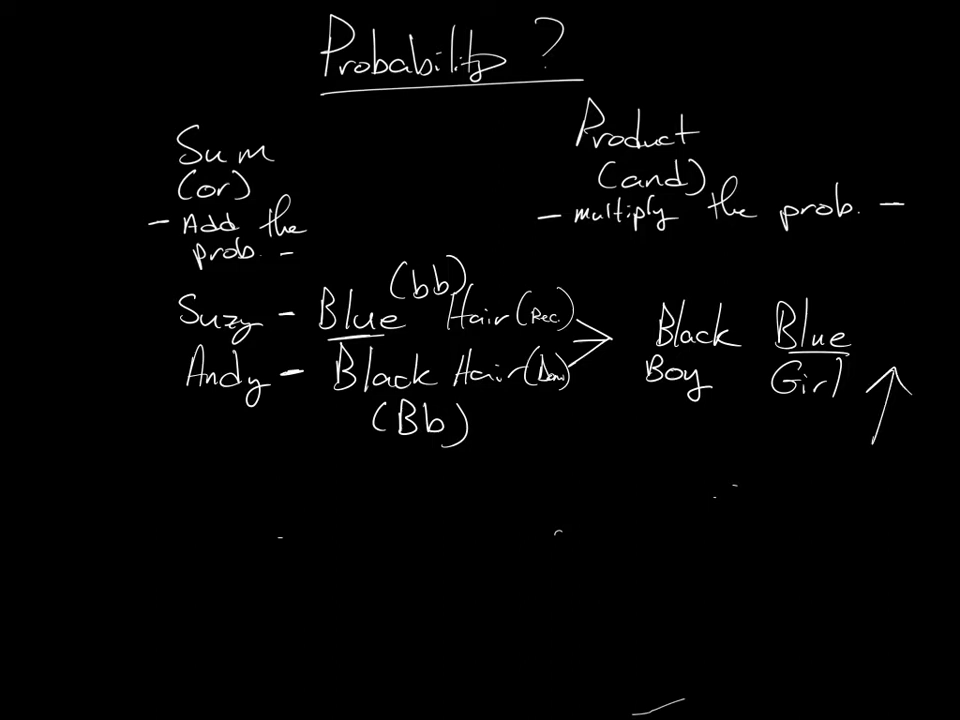 Probability ?
Sum
(or)
- Add the
prob. -
Product
(and)
- multiply the prob. -
(bb)
Suzy - Blue Hair (Rec.)
Andy - Black Hair (Dom)
(Bb)
Black Blue
Boy Girl